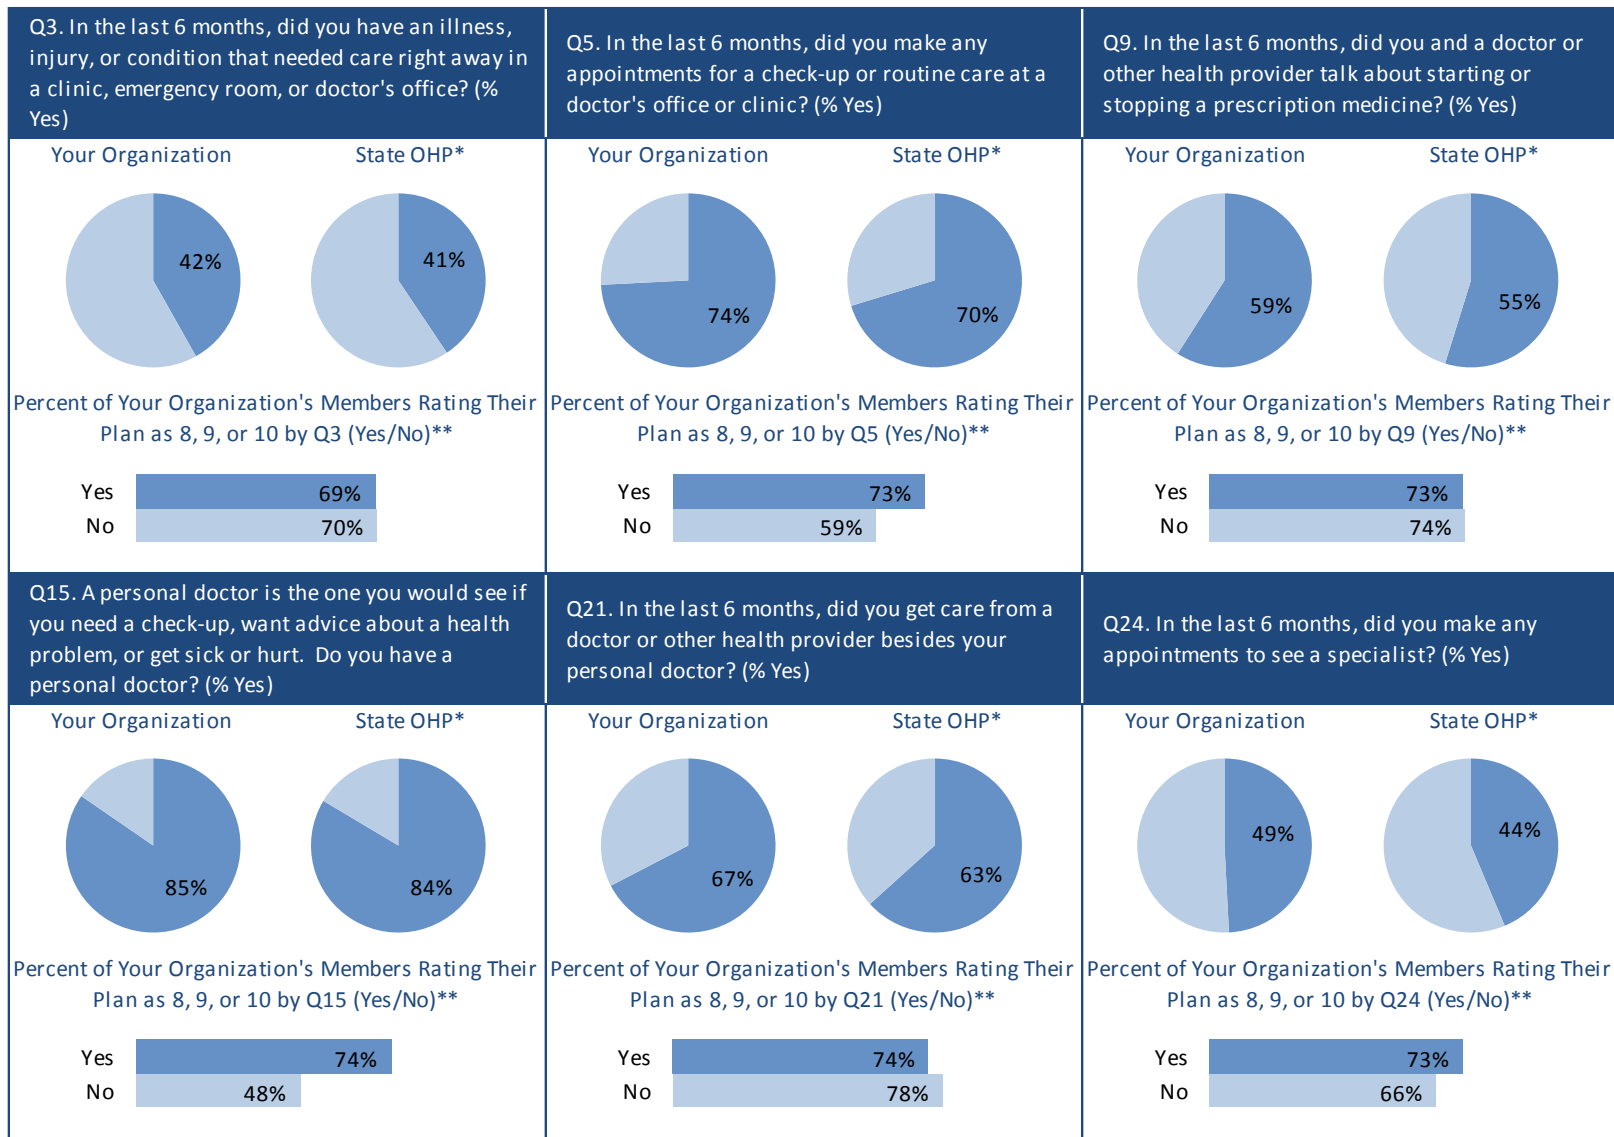 Q3. In the last 6 months, did you have an illness,
injury, or condition that needed care right away in
a clinic, emergency room, or doctor's office? (%
Yes)
Q5. In the last 6 months, did you make any
appointments for a check-up or routine care at a
doctor's office or clinic? (% Yes)
Q9. In the last 6 months, did you and a doctor or
other health provider talk about starting or
stopping a prescription medicine? (% Yes)
Your Organization
State OHP*
42%
41%
Percent of Your Organization's Members Rating Their
Plan as 8, 9, or 10 by Q3 (Yes/No)**
Yes 69%
No 70%
Your Organization
State OHP*
74%
70%
Percent of Your Organization's Members Rating Their
Plan as 8, 9, or 10 by Q5 (Yes/No)**
Yes 73%
No 59%
Your Organization
State OHP*
59%
55%
Percent of Your Organization's Members Rating Their
Plan as 8, 9, or 10 by Q9 (Yes/No)**
Yes 73%
No 74%
Q15. A personal doctor is the one you would see if
you need a check-up, want advice about a health
problem, or get sick or hurt.  Do you have a
personal doctor? (% Yes)
Q21. In the last 6 months, did you get care from a
doctor or other health provider besides your
personal doctor? (% Yes)
Q24. In the last 6 months, did you make any
appointments to see a specialist? (% Yes)
Your Organization
State OHP*
85%
84%
Percent of Your Organization's Members Rating Their
Plan as 8, 9, or 10 by Q15 (Yes/No)**
Yes 74%
No 48%
Your Organization
State OHP*
67%
63%
Percent of Your Organization's Members Rating Their
Plan as 8, 9, or 10 by Q21 (Yes/No)**
Yes 74%
No 78%
Your Organization
State OHP*
49%
44%
Percent of Your Organization's Members Rating Their
Plan as 8, 9, or 10 by Q24 (Yes/No)**
Yes 73%
No 66%